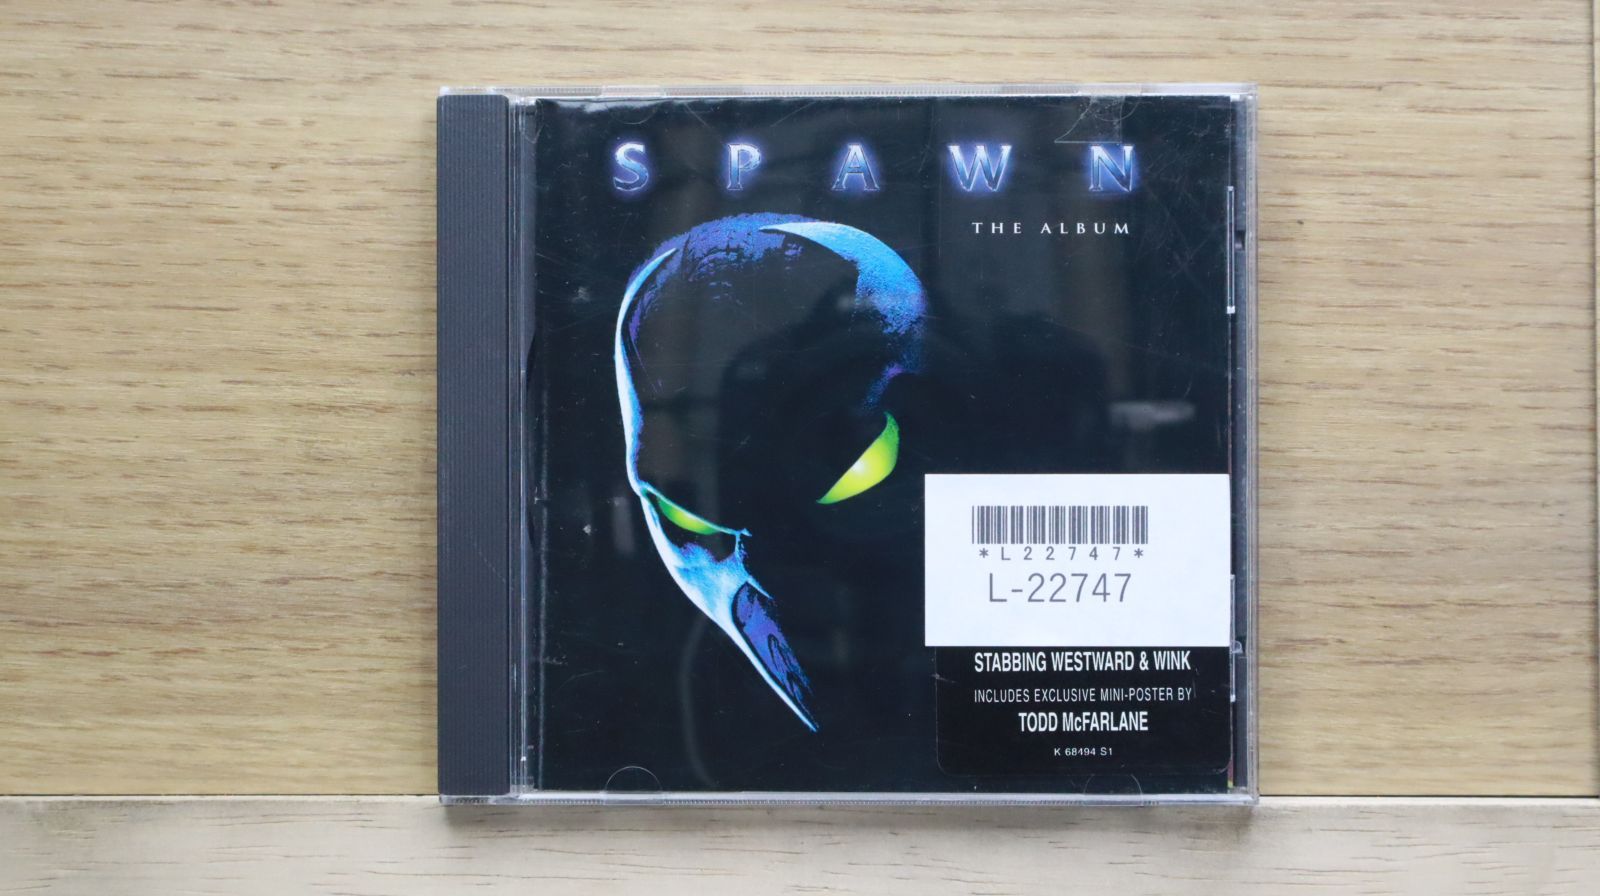 SPAWN
THE ALBUM
*L22747*
L-22747
STABBING WESTWARD & WINK
INCLUDES EXCLUSIVE MINI-POSTER BY
TODD McFARLANE
K 68494 S1